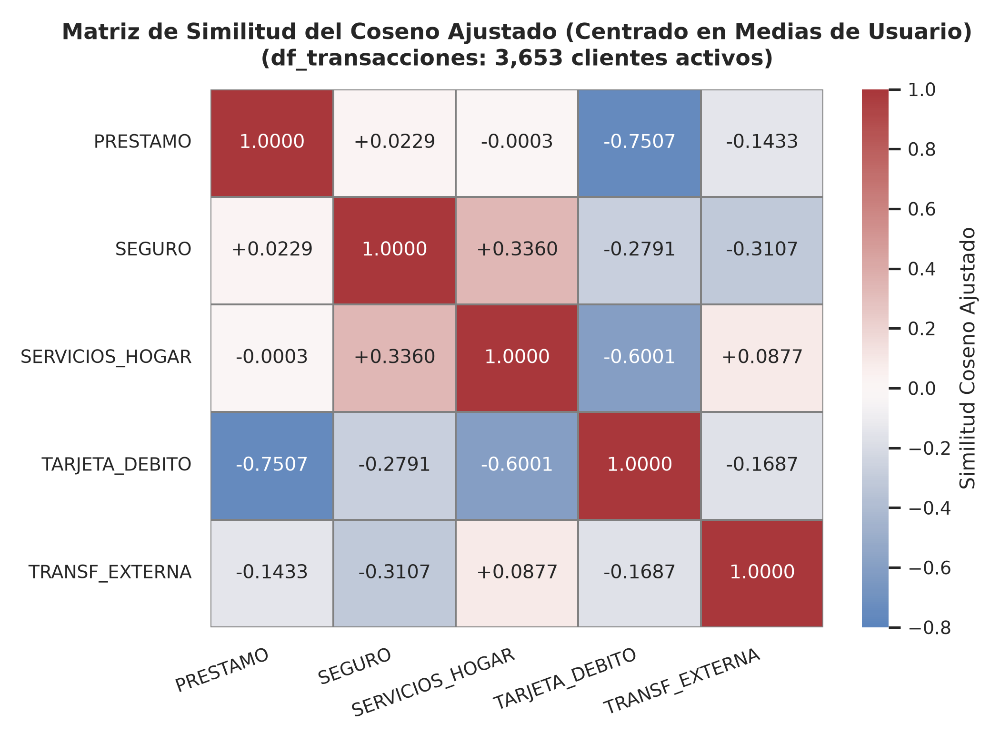 Matriz de Similitud del Coseno Ajustado (Centrado en Medias de Usuario)
(df_transacciones: 3,653 clientes activos)
PRESTAMO 1.0000 +0.0229 -0.0003 -0.7507 -0.1433
SEGURO +0.0229 1.0000 +0.3360 -0.2791 -0.3107
SERVICIOS_HOGAR -0.0003 +0.3360 1.0000 -0.6001 +0.0877
TARJETA_DEBITO -0.7507 -0.2791 -0.6001 1.0000 -0.1687
TRANSF_EXTERNA -0.1433 -0.3107 +0.0877 -0.1687 1.0000
PRESTAMO
SEGURO
SERVICIOS_HOGAR
TARJETA_DEBITO
TRANSF_EXTERNA
1.0
0.8
0.6
0.4
0.2
0.0
−0.2
−0.4
−0.6
−0.8
Similitud Coseno Ajustado